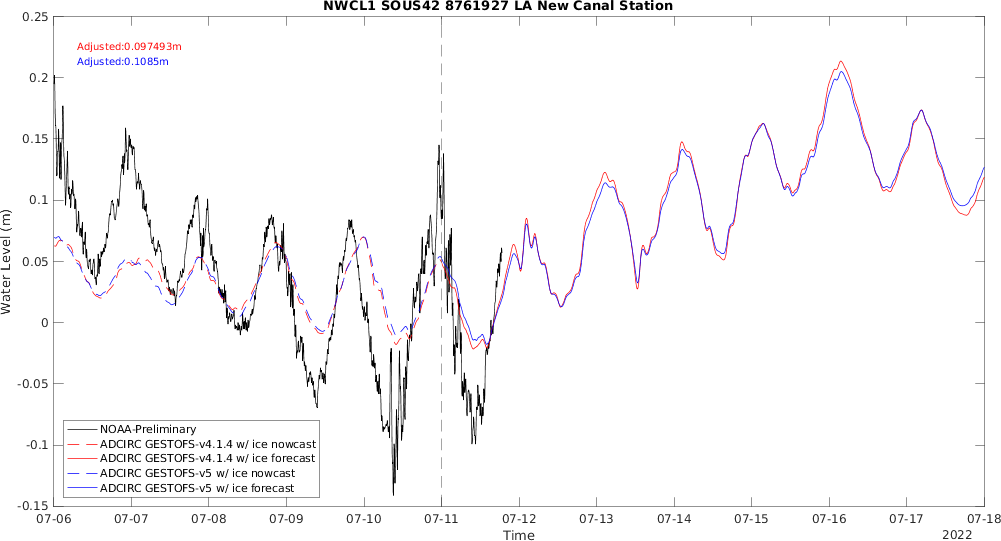 NWCL1 SOUS42 8761927 LA New Canal Station
Adjusted:0.097493m
Adjusted:0.1085m
0.25
0.2
0.15
0.1
0.05
0
-0.05
-0.1
-0.15
Water Level (m)
NOAA-Preliminary
ADCIRC GESTOFS-v4.1.4 w/ ice nowcast
ADCIRC GESTOFS-v4.1.4 w/ ice forecast
ADCIRC GESTOFS-v5 w/ ice nowcast
ADCIRC GESTOFS-v5 w/ ice forecast
07-06 07-07 07-08 07-09 07-10 07-11 07-12 07-13 07-14 07-15 07-16 07-17 07-18
Time
2022